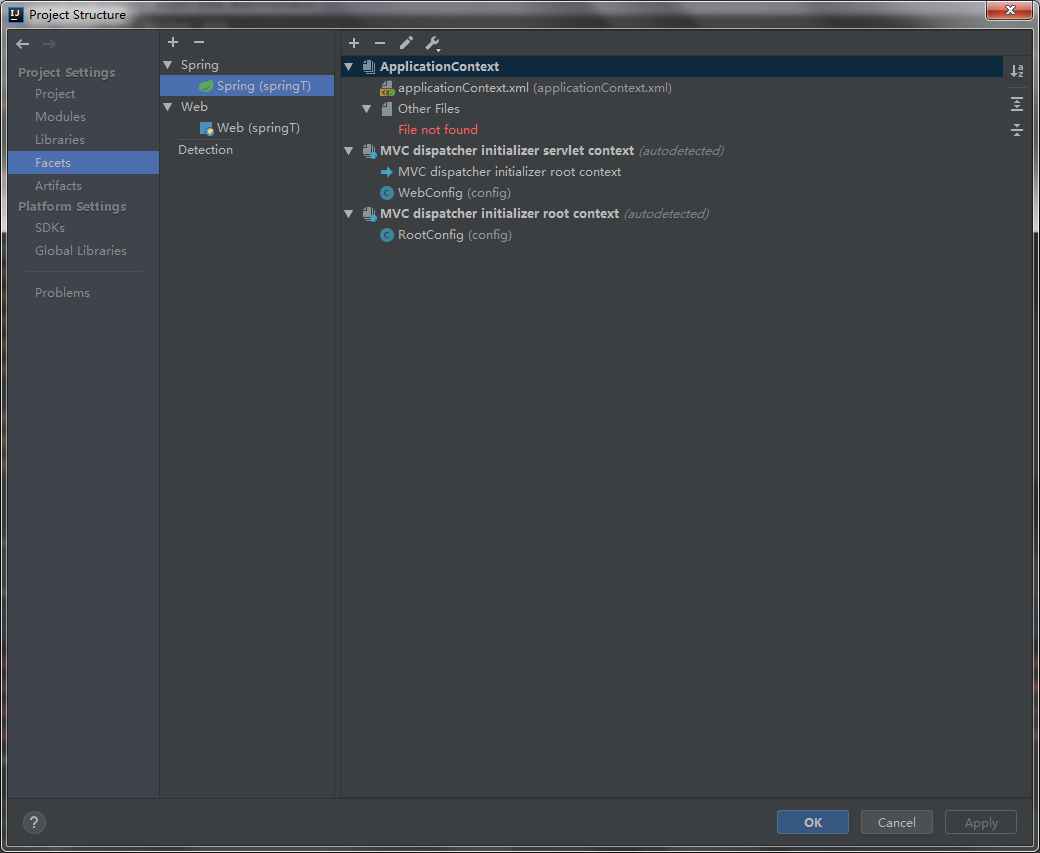 Project Structure
Project Settings
Project
Modules
Libraries
Facets
Artifacts
Platform Settings
SDKs
Global Libraries
Problems
Spring
Spring (springT)
Web
Web (springT)
Detection
ApplicationContext
applicationContext.xml (applicationContext.xml)
Other Files
File not found
MVC dispatcher initializer servlet context (autodetected)
MVC dispatcher initializer root context
WebConfig (config)
MVC dispatcher initializer root context (autodetected)
RootConfig (config)
?
OK
Cancel
Apply